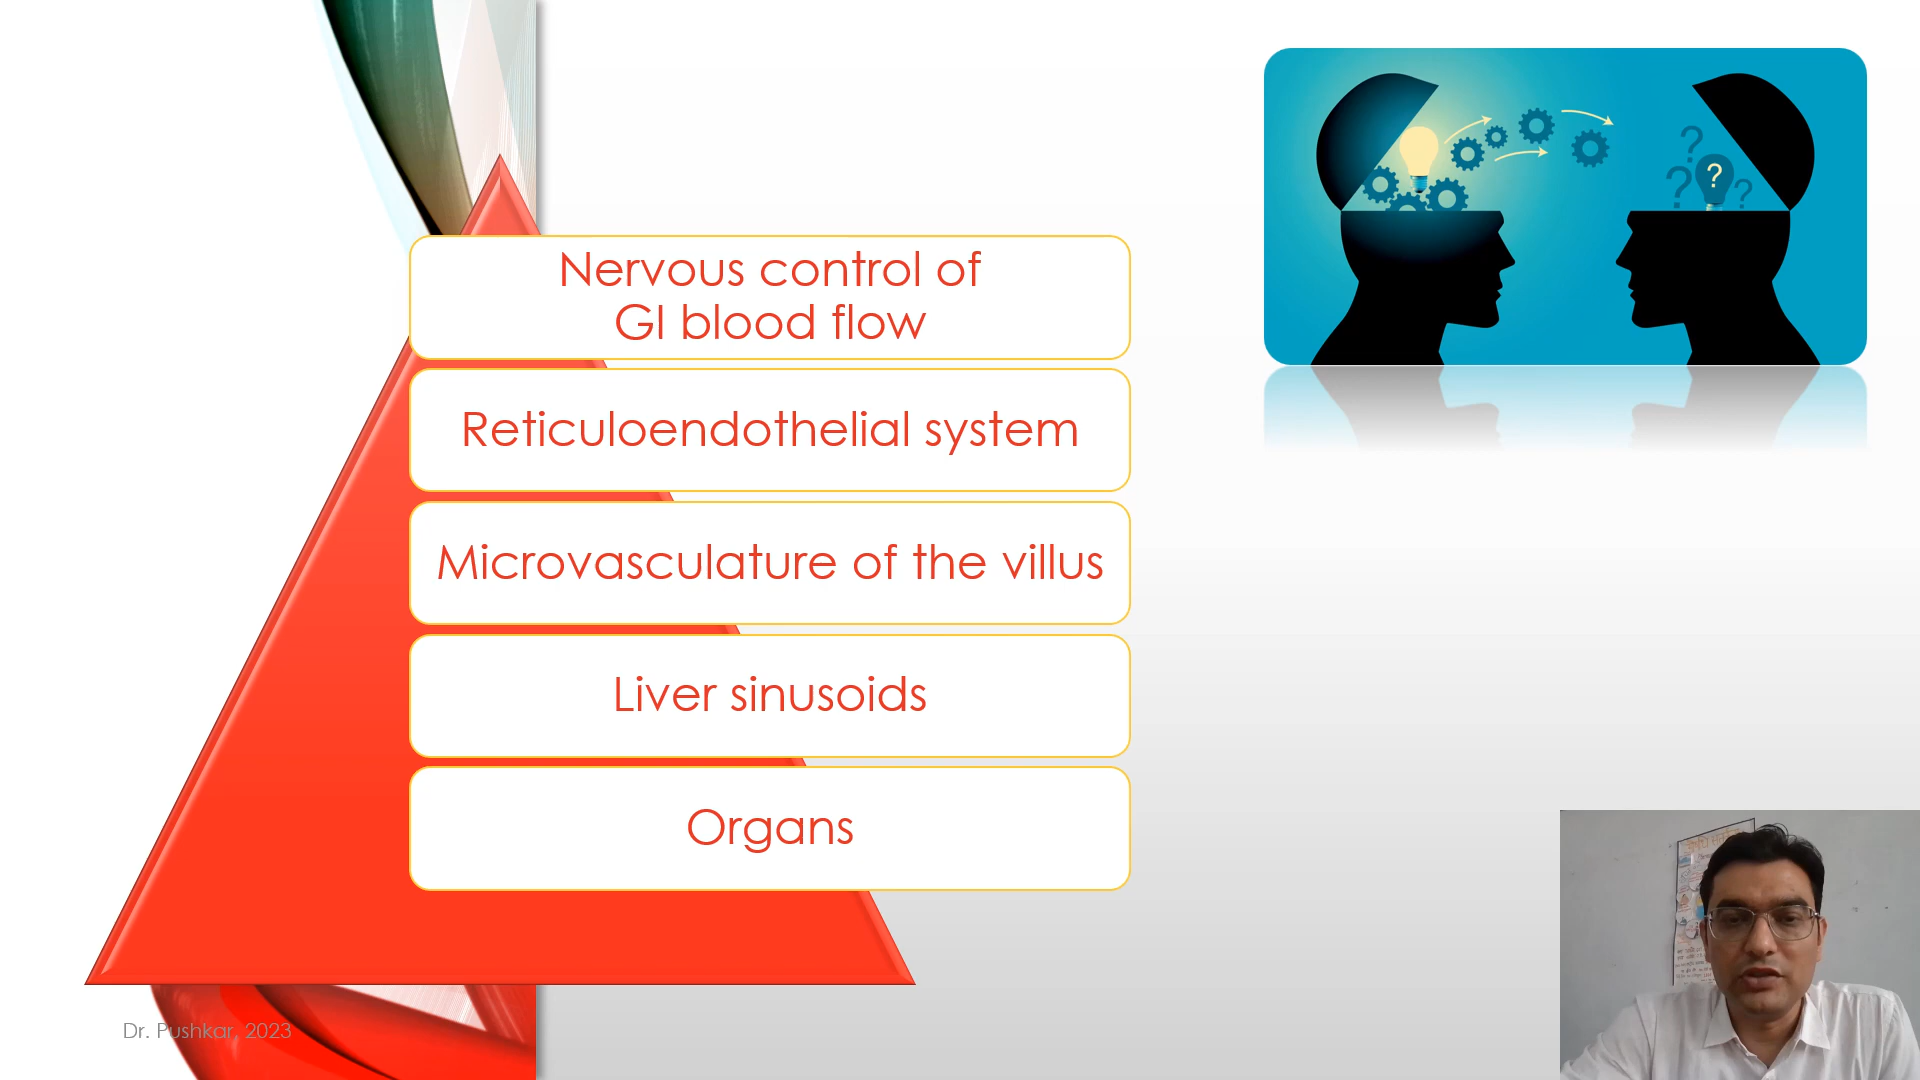 Nervous control of
GI blood flow
Reticuloendothelial system
Microvasculature of the villus
Liver sinusoids
Organs
?
?
?
?
Dr. Pushkar, 2023